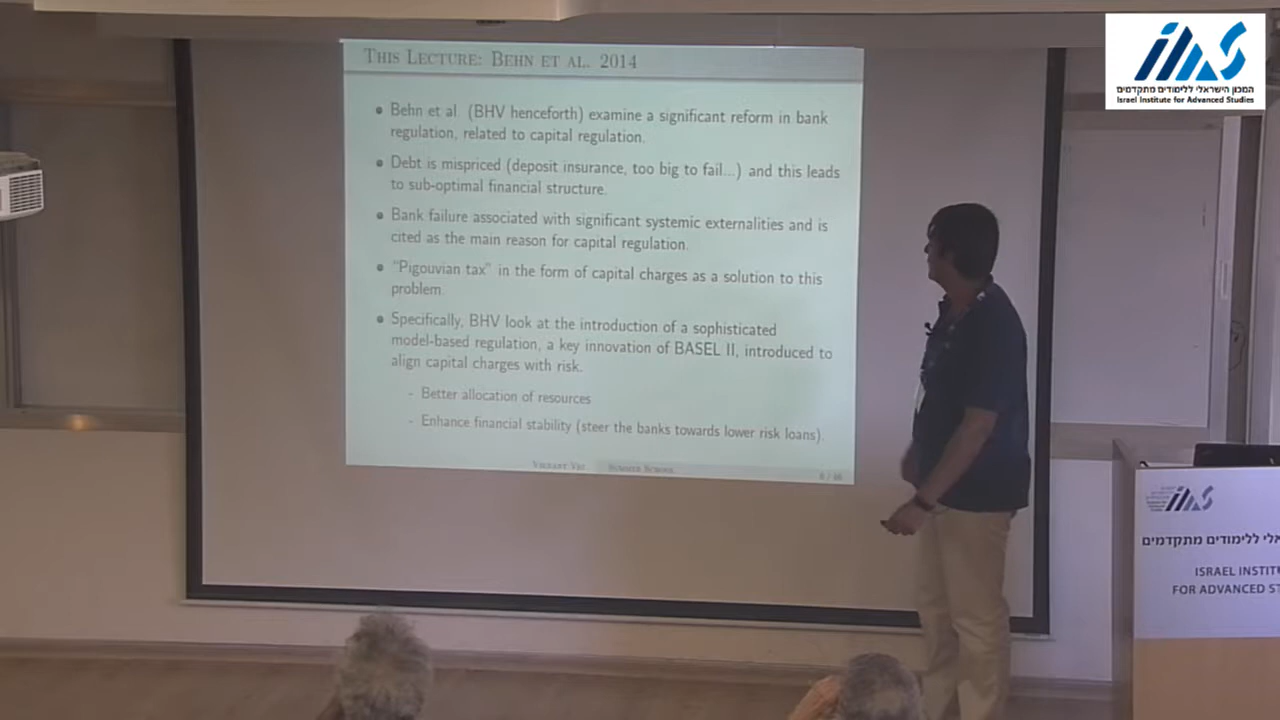 THIS LECTURE: BEHN ET AL. 2014
Behn et al (BHV henceforth) examine a significant reform in bank
regulation, related to capital regulation.
Debt is mispriced (deposit insurance, too big to fail...) and this leads
to sub-optimal financial structure.
Bank failure associated with significant systemic externalities and is
cited as the main reason for capital regulation.
"Pigouvian tax" in the form of capital charges as a solution to this
problem.
Specifically, BHV look at the introduction of a sophisticated
model-based regulation, a key innovation of BASEL II, introduced to
align capital charges with risk.
- Better allocation of resources
- Enhance financial stability (steer the banks towards lower risk loans).
SUMMER SCHOOL
המכון הישראלי ללימודים מתקדמים
Israel Institute for Advanced Studies
אלי ללימודים מתקדמים
ISRAEL INSTIT
FOR ADVANCED ST